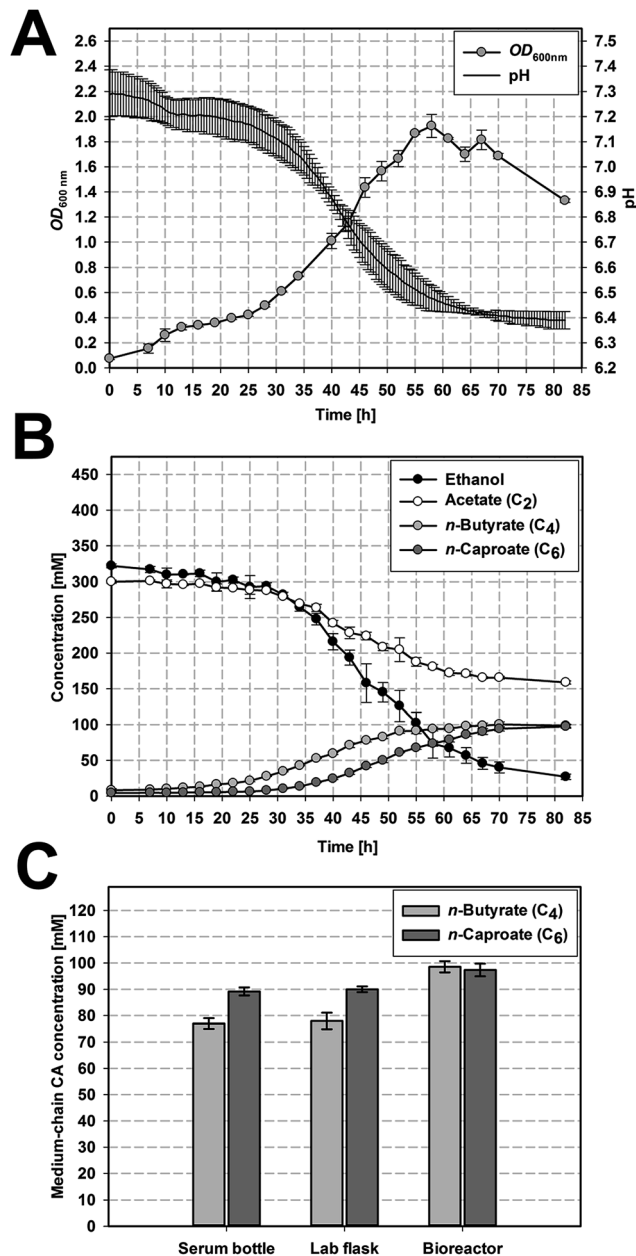 A
2.6
2.4
2.2
2.0
1.8
1.6
1.4
1.2
1.0
0.8
0.6
0.4
0.2
0.0
OD600 nm
7.5
7.4
7.3
7.2
7.1
7.0
6.9
6.8
6.7
6.6
6.5
6.4
6.3
6.2
pH
OD600nm
pH
0 5 10 15 20 25 30 35 40 45 50 55 60 65 70 75 80 85
Time [h]
B
450
400
350
300
250
200
150
100
50
0
Concentration [mM]
Ethanol
Acetate (C2)
n-Butyrate (C4)
n-Caproate (C6)
0 5 10 15 20 25 30 35 40 45 50 55 60 65 70 75 80 85
Time [h]
C
120
110
100
90
80
70
60
50
40
30
20
10
0
Medium-chain CA concentration [mM]
n-Butyrate (C4)
n-Caproate (C6)
Serum bottle Lab flask Bioreactor